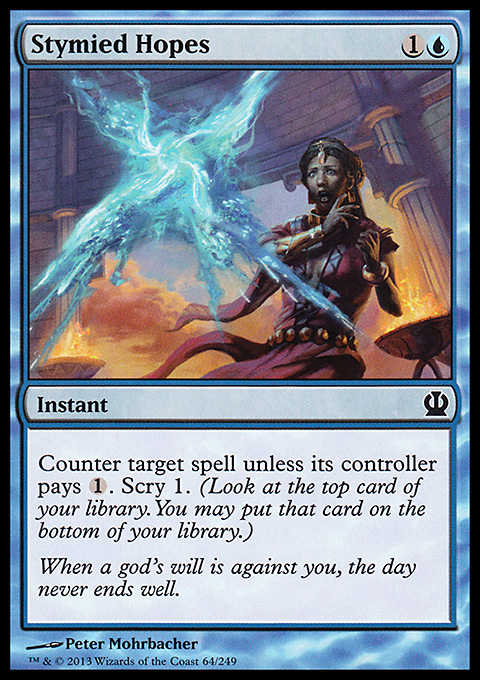 Stymied Hopes 1
Instant
Counter target spell unless its controller
pays 1. Scry 1. (Look at the top card of
your library. You may put that card on the
bottom of your library.)
When a god's will is against you, the day
never ends well.
Peter Mohrbacher
™ & © 2013 Wizards of the Coast 64/249